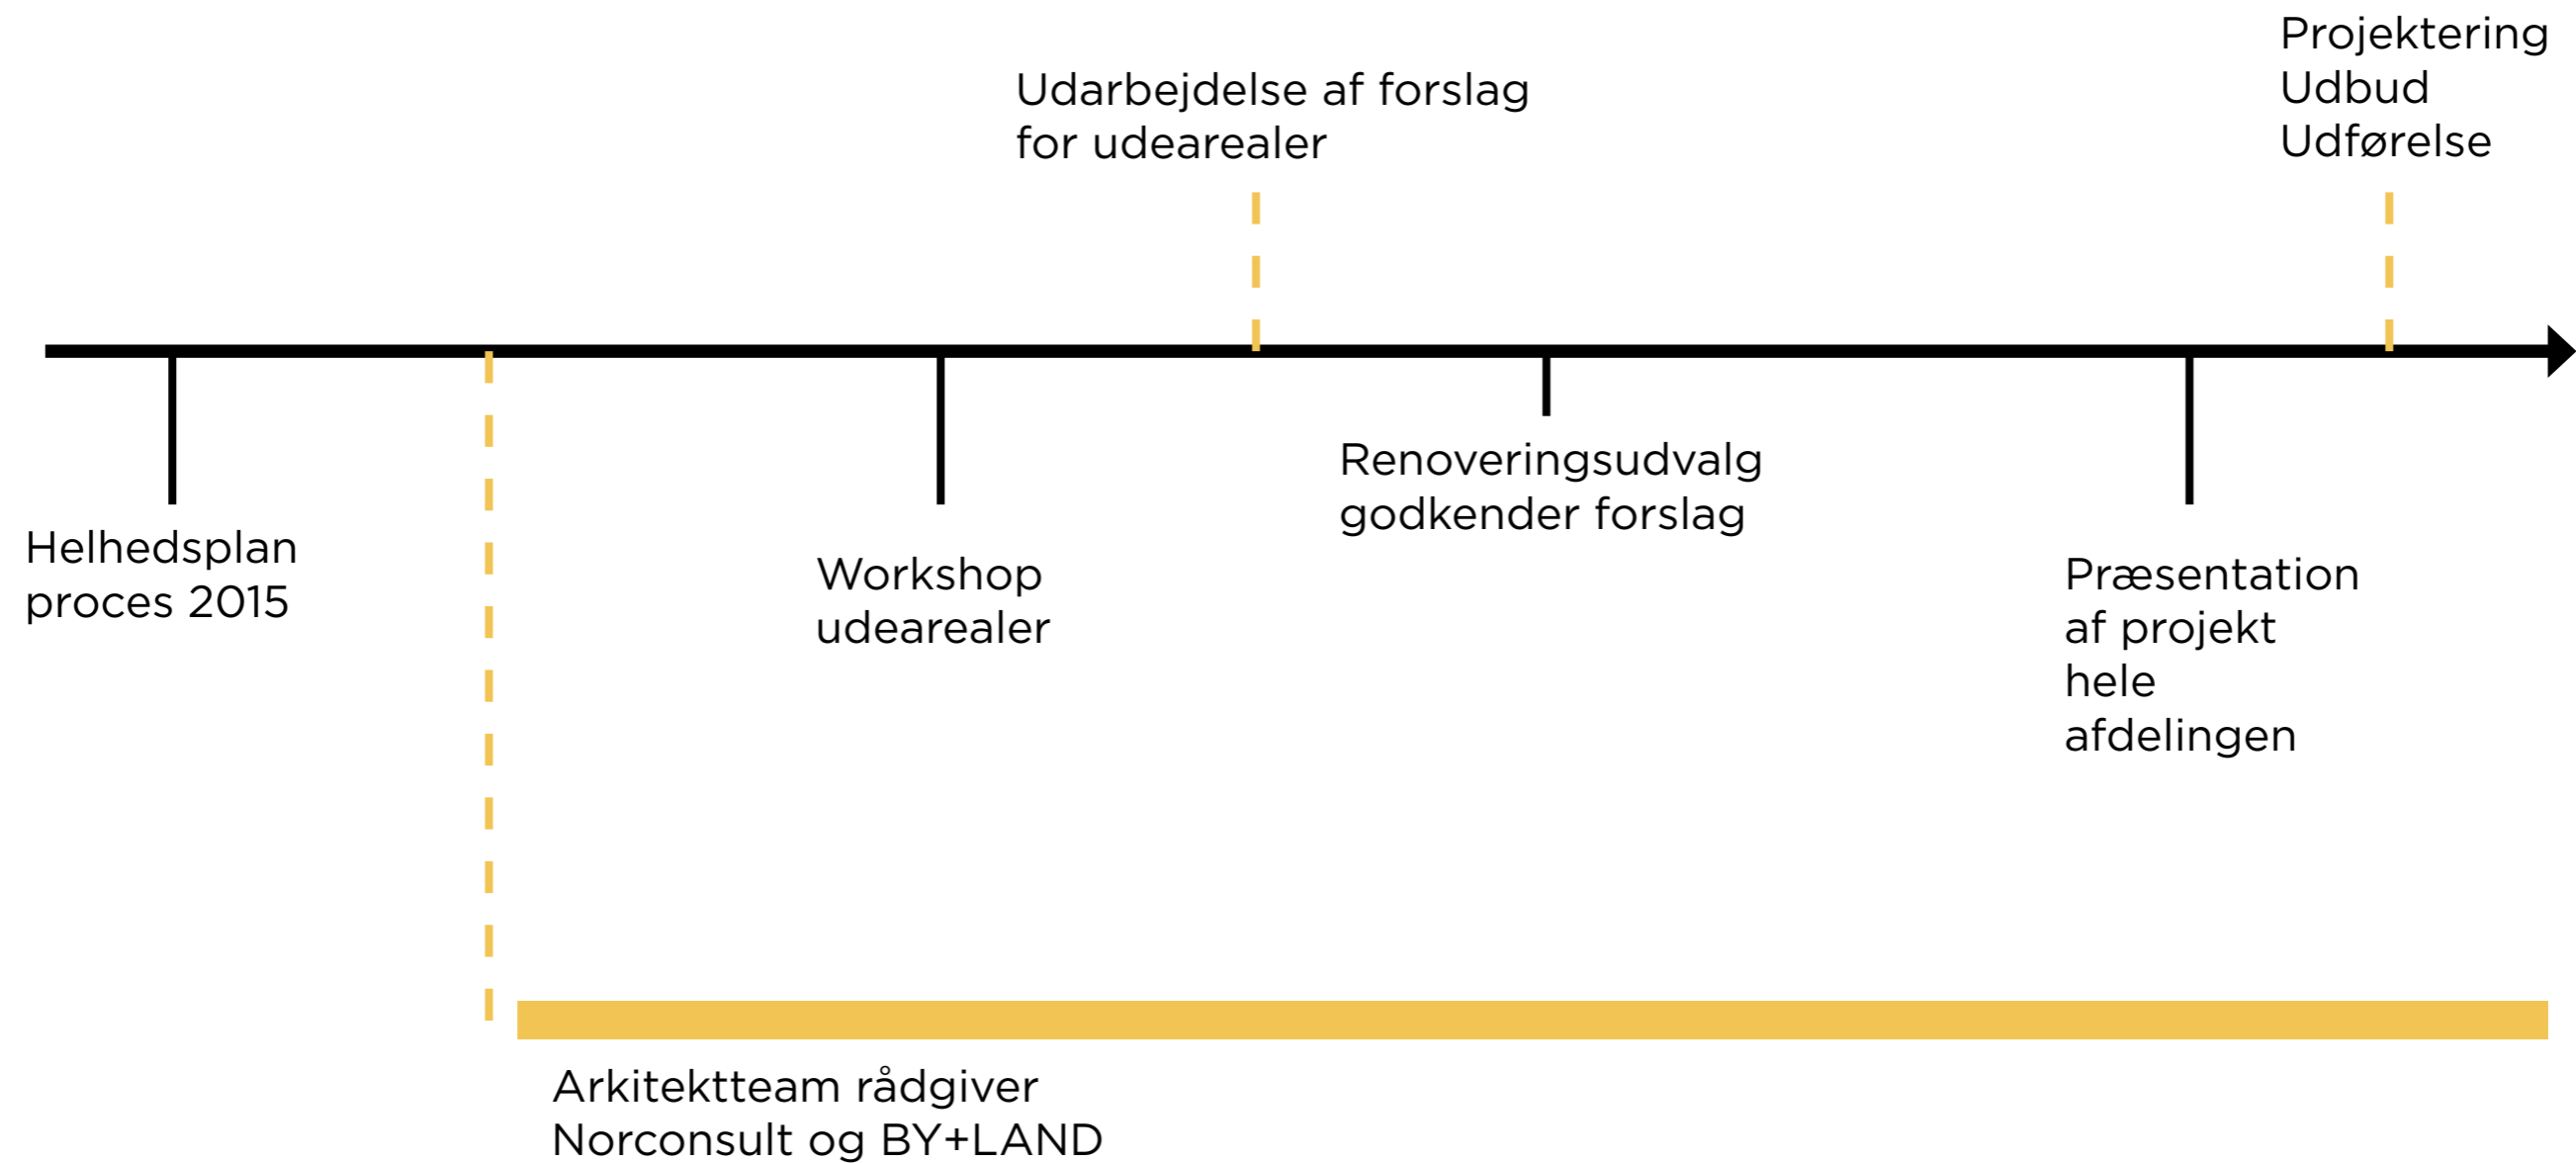 Projektering
Udbud
Udførelse
Udarbejdelse af forslag
for udearealer
Helhedsplan
proces 2015
Workshop
udearealer
Renoveringsudvalg
godkender forslag
Præsentation
af projekt
hele
afdelingen
Arkitektteam rådgiver
Norconsult og BY+LAND